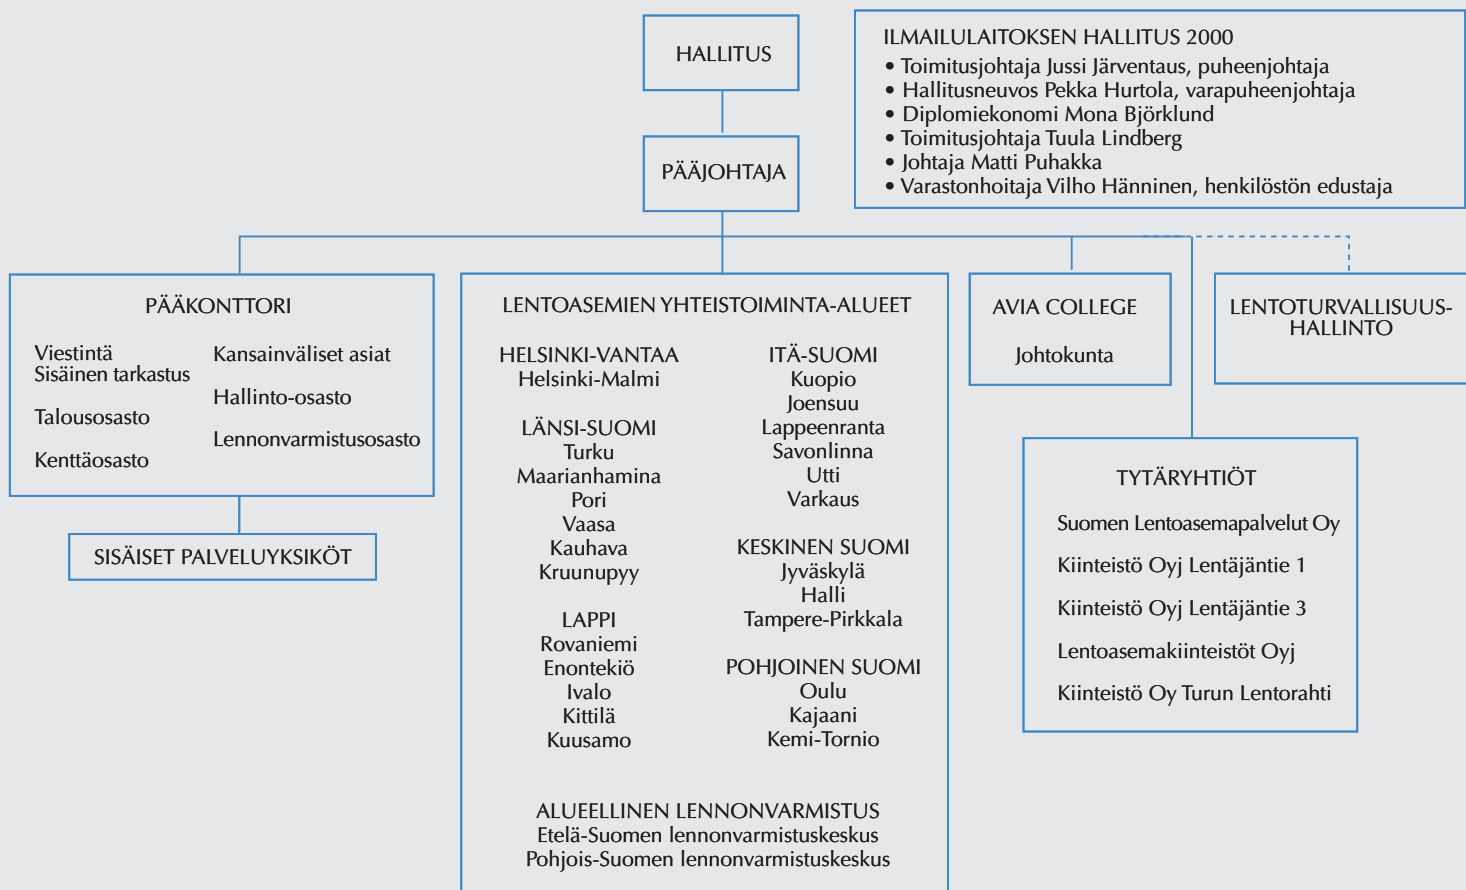 HALLITUS
PÄÄJOHTAJA
ILMAILULAITOKSEN HALLITUS 2000
• Toimitusjohtaja Jussi Järventaus, puheenjohtaja
• Hallitusneuvos Pekka Hurtola, varapuheenjohtaja
• Diplomiekonomi Mona Björklund
• Toimitusjohtaja Tuula Lindberg
• Johtaja Matti Puhakka
• Varastonhoitaja Vilho Hänninen, henkilöstön edustaja
PÄÄKONTTORI
Viestintä
Sisäinen tarkastus
Talousosasto
Kenttäosasto
Kansainväliset asiat
Hallinto-osasto
Lennonvarmistusosasto
SISÄISET PALVELUYKSIKÖT
LENTOASEMIEN YHTEISTOIMINTA-ALUEET
HELSINKI-VANTAA
Helsinki-Malmi
LÄNSI-SUOMI
Turku
Maarianhamina
Pori
Vaasa
Kauhava
Kruunupyy
LAPPI
Rovaniemi
Enontekiö
Ivalo
Kittilä
Kuusamo
ITÄ-SUOMI
Kuopio
Joensuu
Lappeenranta
Savonlinna
Utti
Varkaus
KESKINEN SUOMI
Jyväskylä
Halli
Tampere-Pirkkala
POHJOINEN SUOMI
Oulu
Kajaani
Kemi-Tornio
ALUEELLINEN LENNONVARMISTUS
Etelä-Suomen lennonvarmistuskeskus
Pohjois-Suomen lennonvarmistuskeskus
AVIA COLLEGE
Johtokunta
LENTOTURVALLISUUS-
HALLINTO
TYTÄRYHTIÖT
Suomen Lentoasemapalvelut Oy
Kiinteistö Oyj Lentäjäntie 1
Kiinteistö Oyj Lentäjäntie 3
Lentoasemakiinteistöt Oyj
Kiinteistö Oy Turun Lentorahti